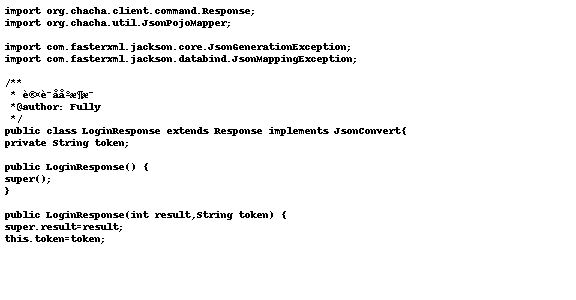 import org.chacha.client.command.Response;
import org.chacha.util.JsonPojoMapper;
import com.fasterxml.jackson.core.JsonGenerationException;
import com.fasterxml.jackson.databind.JsonMappingException;
/**
*
*@author: Fully
*/
public class LoginResponse extends Response implements JsonConvert{
private String token;
public LoginResponse() {
super();
}
public LoginResponse(int result,String token) {
super.result=result;
this.token=token;